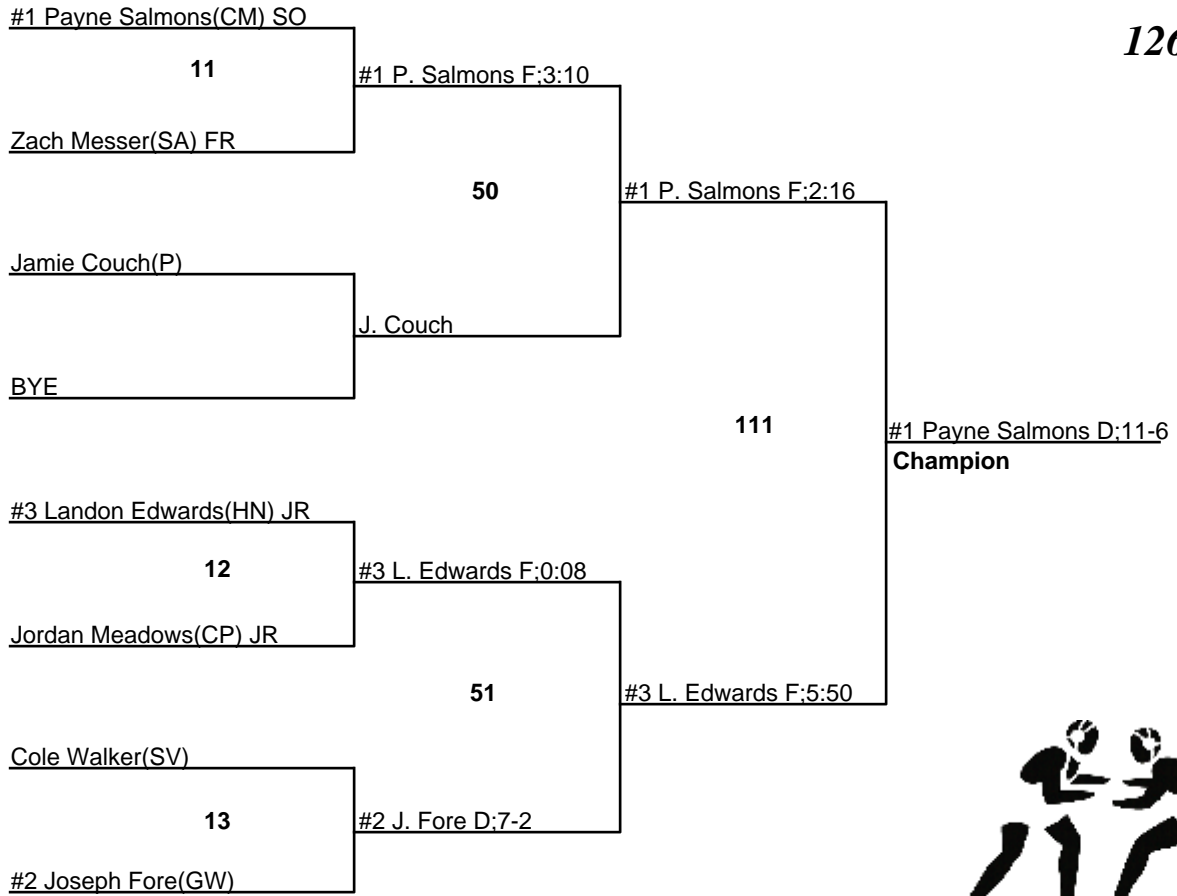 #1 Payne Salmons(CM) SO
126
11
#1 P. Salmons F;3:10
Zach Messer(SA) FR
50
#1 P. Salmons F;2:16
Jamie Couch(P)
J. Couch
BYE
111
#1 Payne Salmons D;11-6
Champion
#3 Landon Edwards(HN) JR
12
#3 L. Edwards F;0:08
Jordan Meadows(CP) JR
51
#3 L. Edwards F;5:50
Cole Walker(SV)
13
#2 J. Fore D;7-2
#2 Joseph Fore(GW)